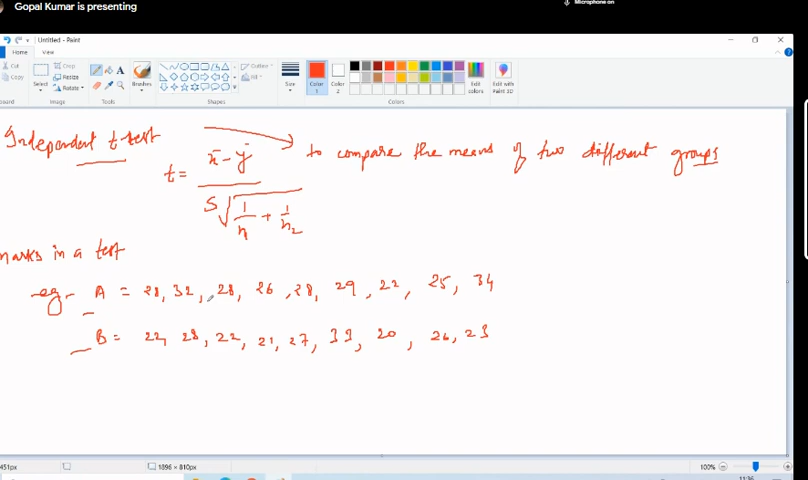 Gopal Kumar is presenting
Microphone on
Untitled - Paint
Home View
Cut
Copy
Select
Crop
Resize
Rotate
Brushes
Outline
Fill
Size
Color 1
Color 2
Edit colors
Edit with Paint 3D
Image Tools Shapes Colors
Independent t test
t = x̄ - ȳ / S √ 1/n + 1/n2
to compare the means of two different groups
marks in a test
eg- A = 28, 32, 28, 26, 28, 29, 22, 25, 34
B = 22, 28, 22, 21, 27, 33, 20, 26, 23
451px 1896 × 810px 100%
11:36